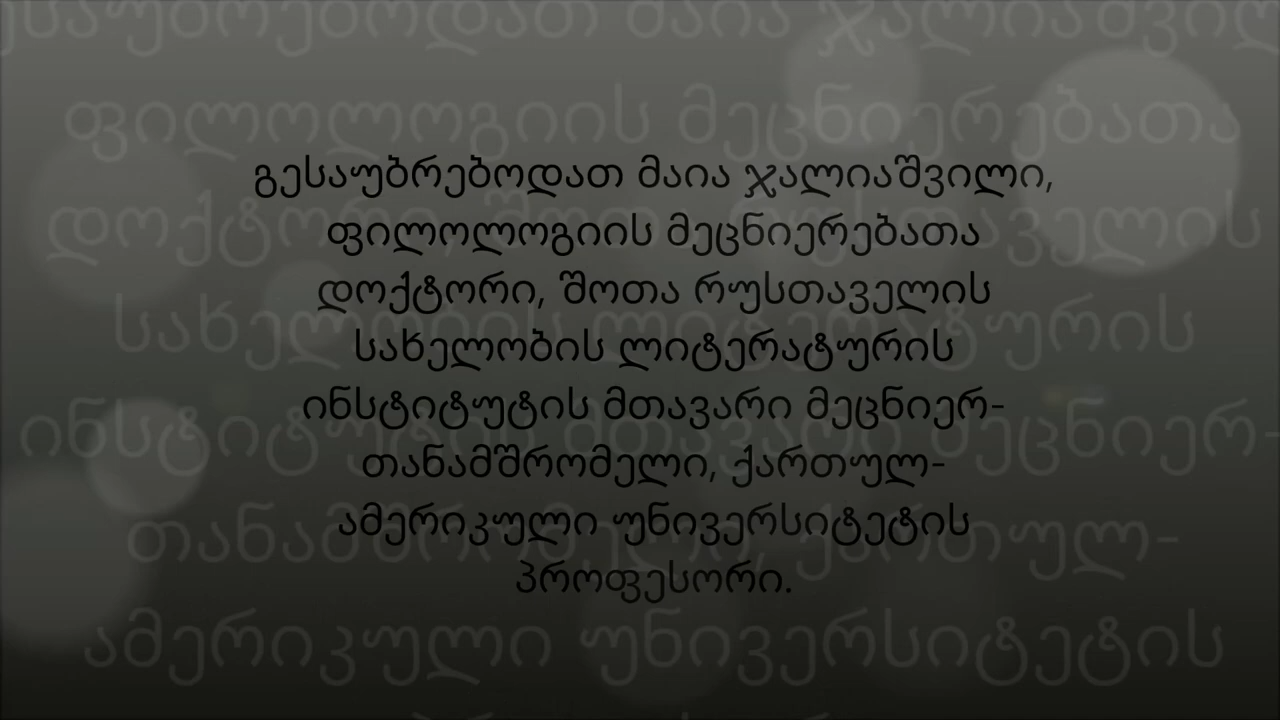 გესაუბრებოდათ მაია ჯალიაშვილი,
ფილოლოგიის მეცნიერებათა
დოქტორი, შოთა რუსთაველის
სახელობის ლიტერატურის
ინსტიტუტის მთავარი მეცნიერ-
თანამშრომელი, ქართულ-
ამერიკული უნივერსიტეტის
პროფესორი.